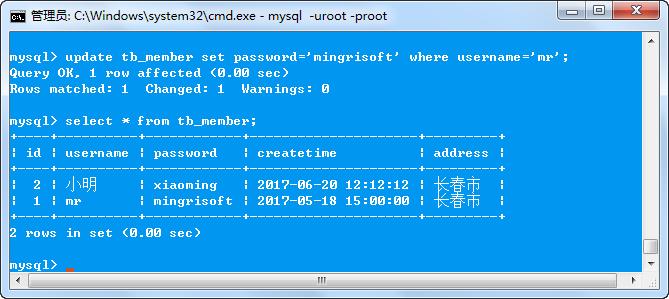 管理员: C:\Windows\system32\cmd.exe - mysql  -uroot -proot
mysql> update tb_member set password='mingrisoft' where username='mr';
Query OK, 1 row affected (0.00 sec)
Rows matched: 1  Changed: 1  Warnings: 0
mysql> select * from tb_member;
+----+----------+------------+---------------------+---------+
| id | username | password   | createtime          | address |
+----+----------+------------+---------------------+---------+
|  2 | 小明     | xiaoming   | 2017-06-20 12:12:12 | 长春市  |
|  1 | mr       | mingrisoft | 2017-05-18 15:00:00 | 长春市  |
+----+----------+------------+---------------------+---------+
2 rows in set (0.00 sec)
mysql>